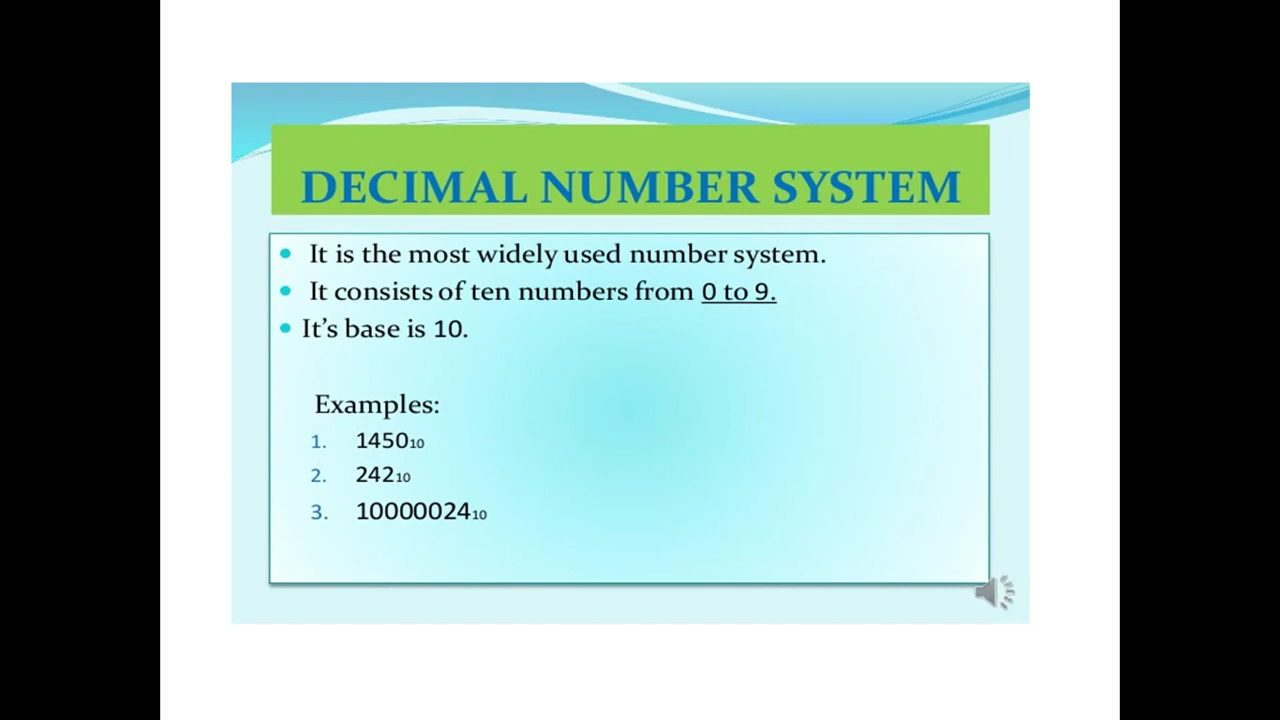 DECIMAL NUMBER SYSTEM
• It is the most widely used number system.
• It consists of ten numbers from 0 to 9.
• It’s base is 10.
Examples:
1. 1450₁₀
2. 242₁₀
3. 10000024₁₀